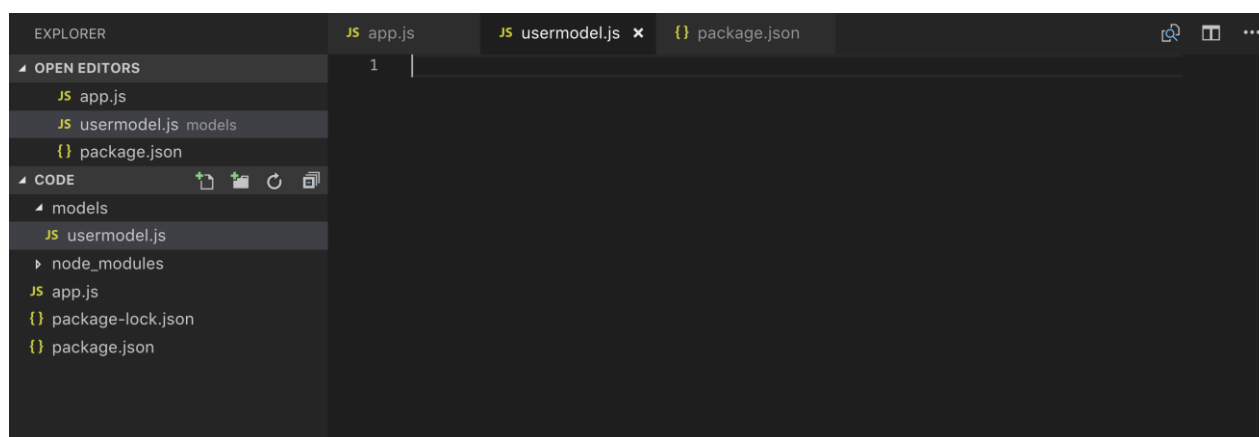 EXPLORER
OPEN EDITORS
JS app.js
JS usermodel.js models
{} package.json
CODE
models
JS usermodel.js
node_modules
JS app.js
{} package-lock.json
{} package.json
JS app.js JS usermodel.js × {} package.json
1